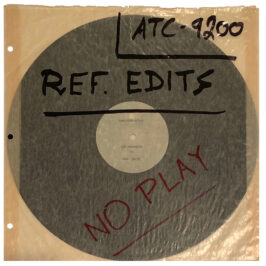 ATC-9200
REF. EDITS
NO PLAY